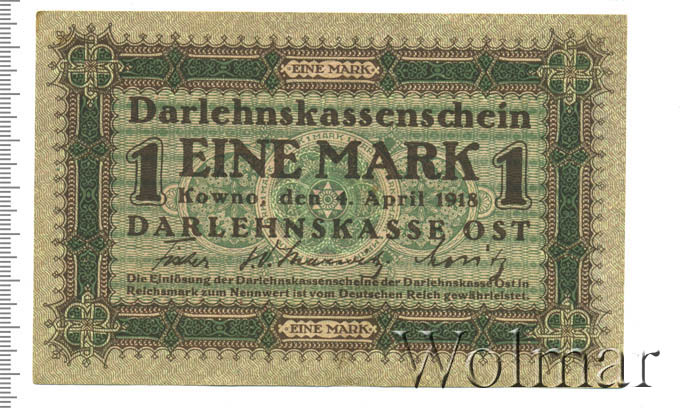 EINE MARK
Darlehnskassenschein
1 EINE MARK 1
Kowno, den 4. April 1918
DARLEHNSKASSE OST
Die Einlösung der Darlehnskassenscheine der Darlehnskasse Ost in
Reichsmark zum Nennwert ist vom Deutschen Reich gewährleistet.
EINE MARK
Wolmar